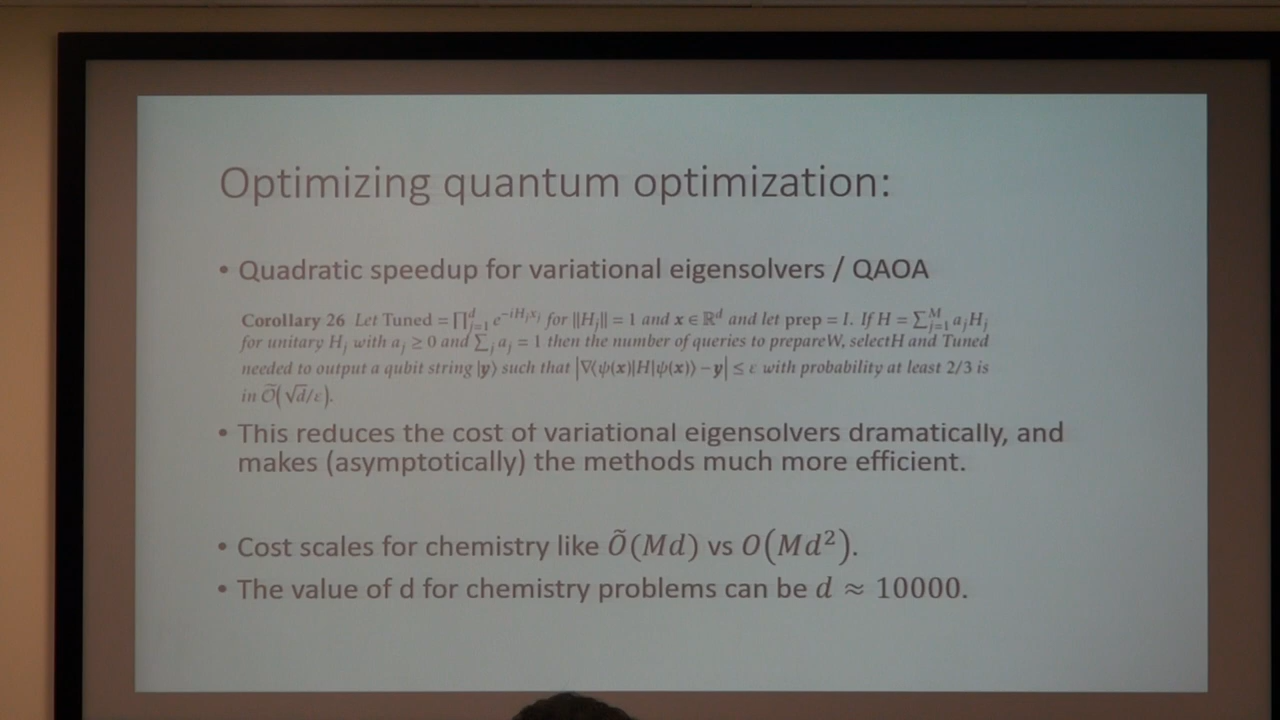 Optimizing quantum optimization:
• Quadratic speedup for variational eigensolvers / QAOA
Corollary 26 Let Tuned = ∏_{j=1}^{d} e^{-iH_j x_j} for ||H_j|| = 1 and x ∈ ℝ^d and let prep = I. If H = ∑_{j=1}^{M} a_j H_j
for unitary H_j with a_j ≥ 0 and ∑_j a_j = 1 then the number of queries to prepareW, selectH and Tuned
needed to output a qubit string |y⟩ such that |∇⟨ψ(x)|H|ψ(x)⟩ − y| ≤ ε with probability at least 2/3 is
in Õ(√d/ε).
• This reduces the cost of variational eigensolvers dramatically, and
makes (asymptotically) the methods much more efficient.
• Cost scales for chemistry like Õ(Md) vs O(Md²).
• The value of d for chemistry problems can be d ≈ 10000.